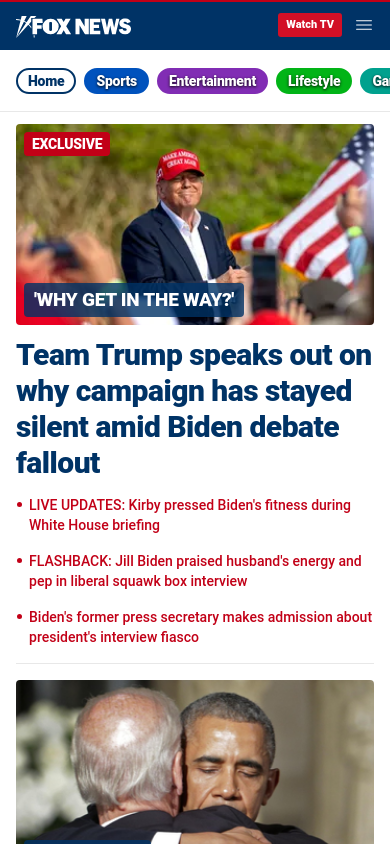 FOX NEWS
Watch TV
Home
Sports
Entertainment
Lifestyle
EXCLUSIVE
MAKE AMERICA
GREAT AGAIN
'WHY GET IN THE WAY?'
Team Trump speaks out on
why campaign has stayed
silent amid Biden debate
fallout
• LIVE UPDATES: Kirby pressed Biden's fitness during
White House briefing
• FLASHBACK: Jill Biden praised husband's energy and
pep in liberal squawk box interview
• Biden's former press secretary makes admission about
president's interview fiasco